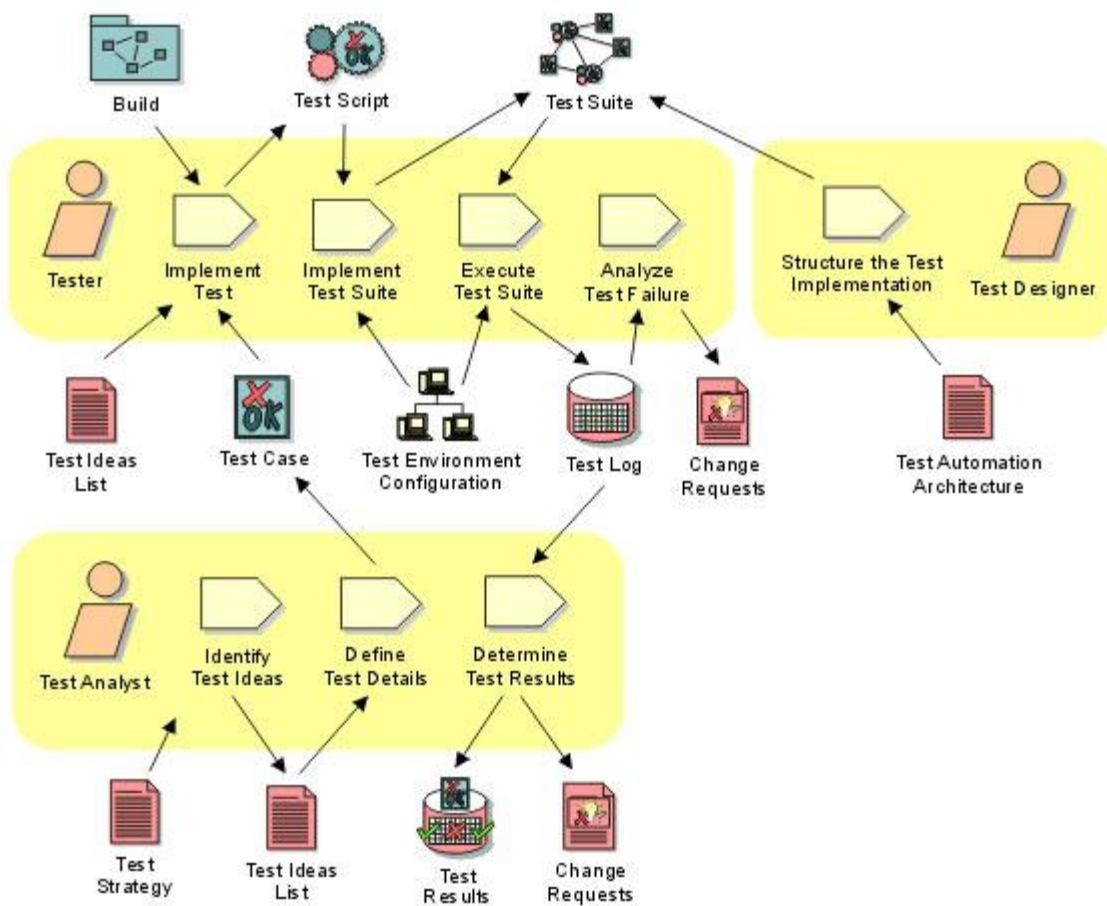 Build
Test Script
Test Suite
Tester
Implement
Test
Implement
Test Suite
Execute
Test Suite
Analyze
Test Failure
Structure the Test
Implementation
Test Designer
Test Ideas
List
OK
Test Case
Test Environment
Configuration
Test Log
Change
Requests
Test Automation
Architecture
Test Analyst
Identify
Test Ideas
Define
Test Details
Determine
Test Results
Test
Strategy
Test Ideas
List
Test
Results
Change
Requests